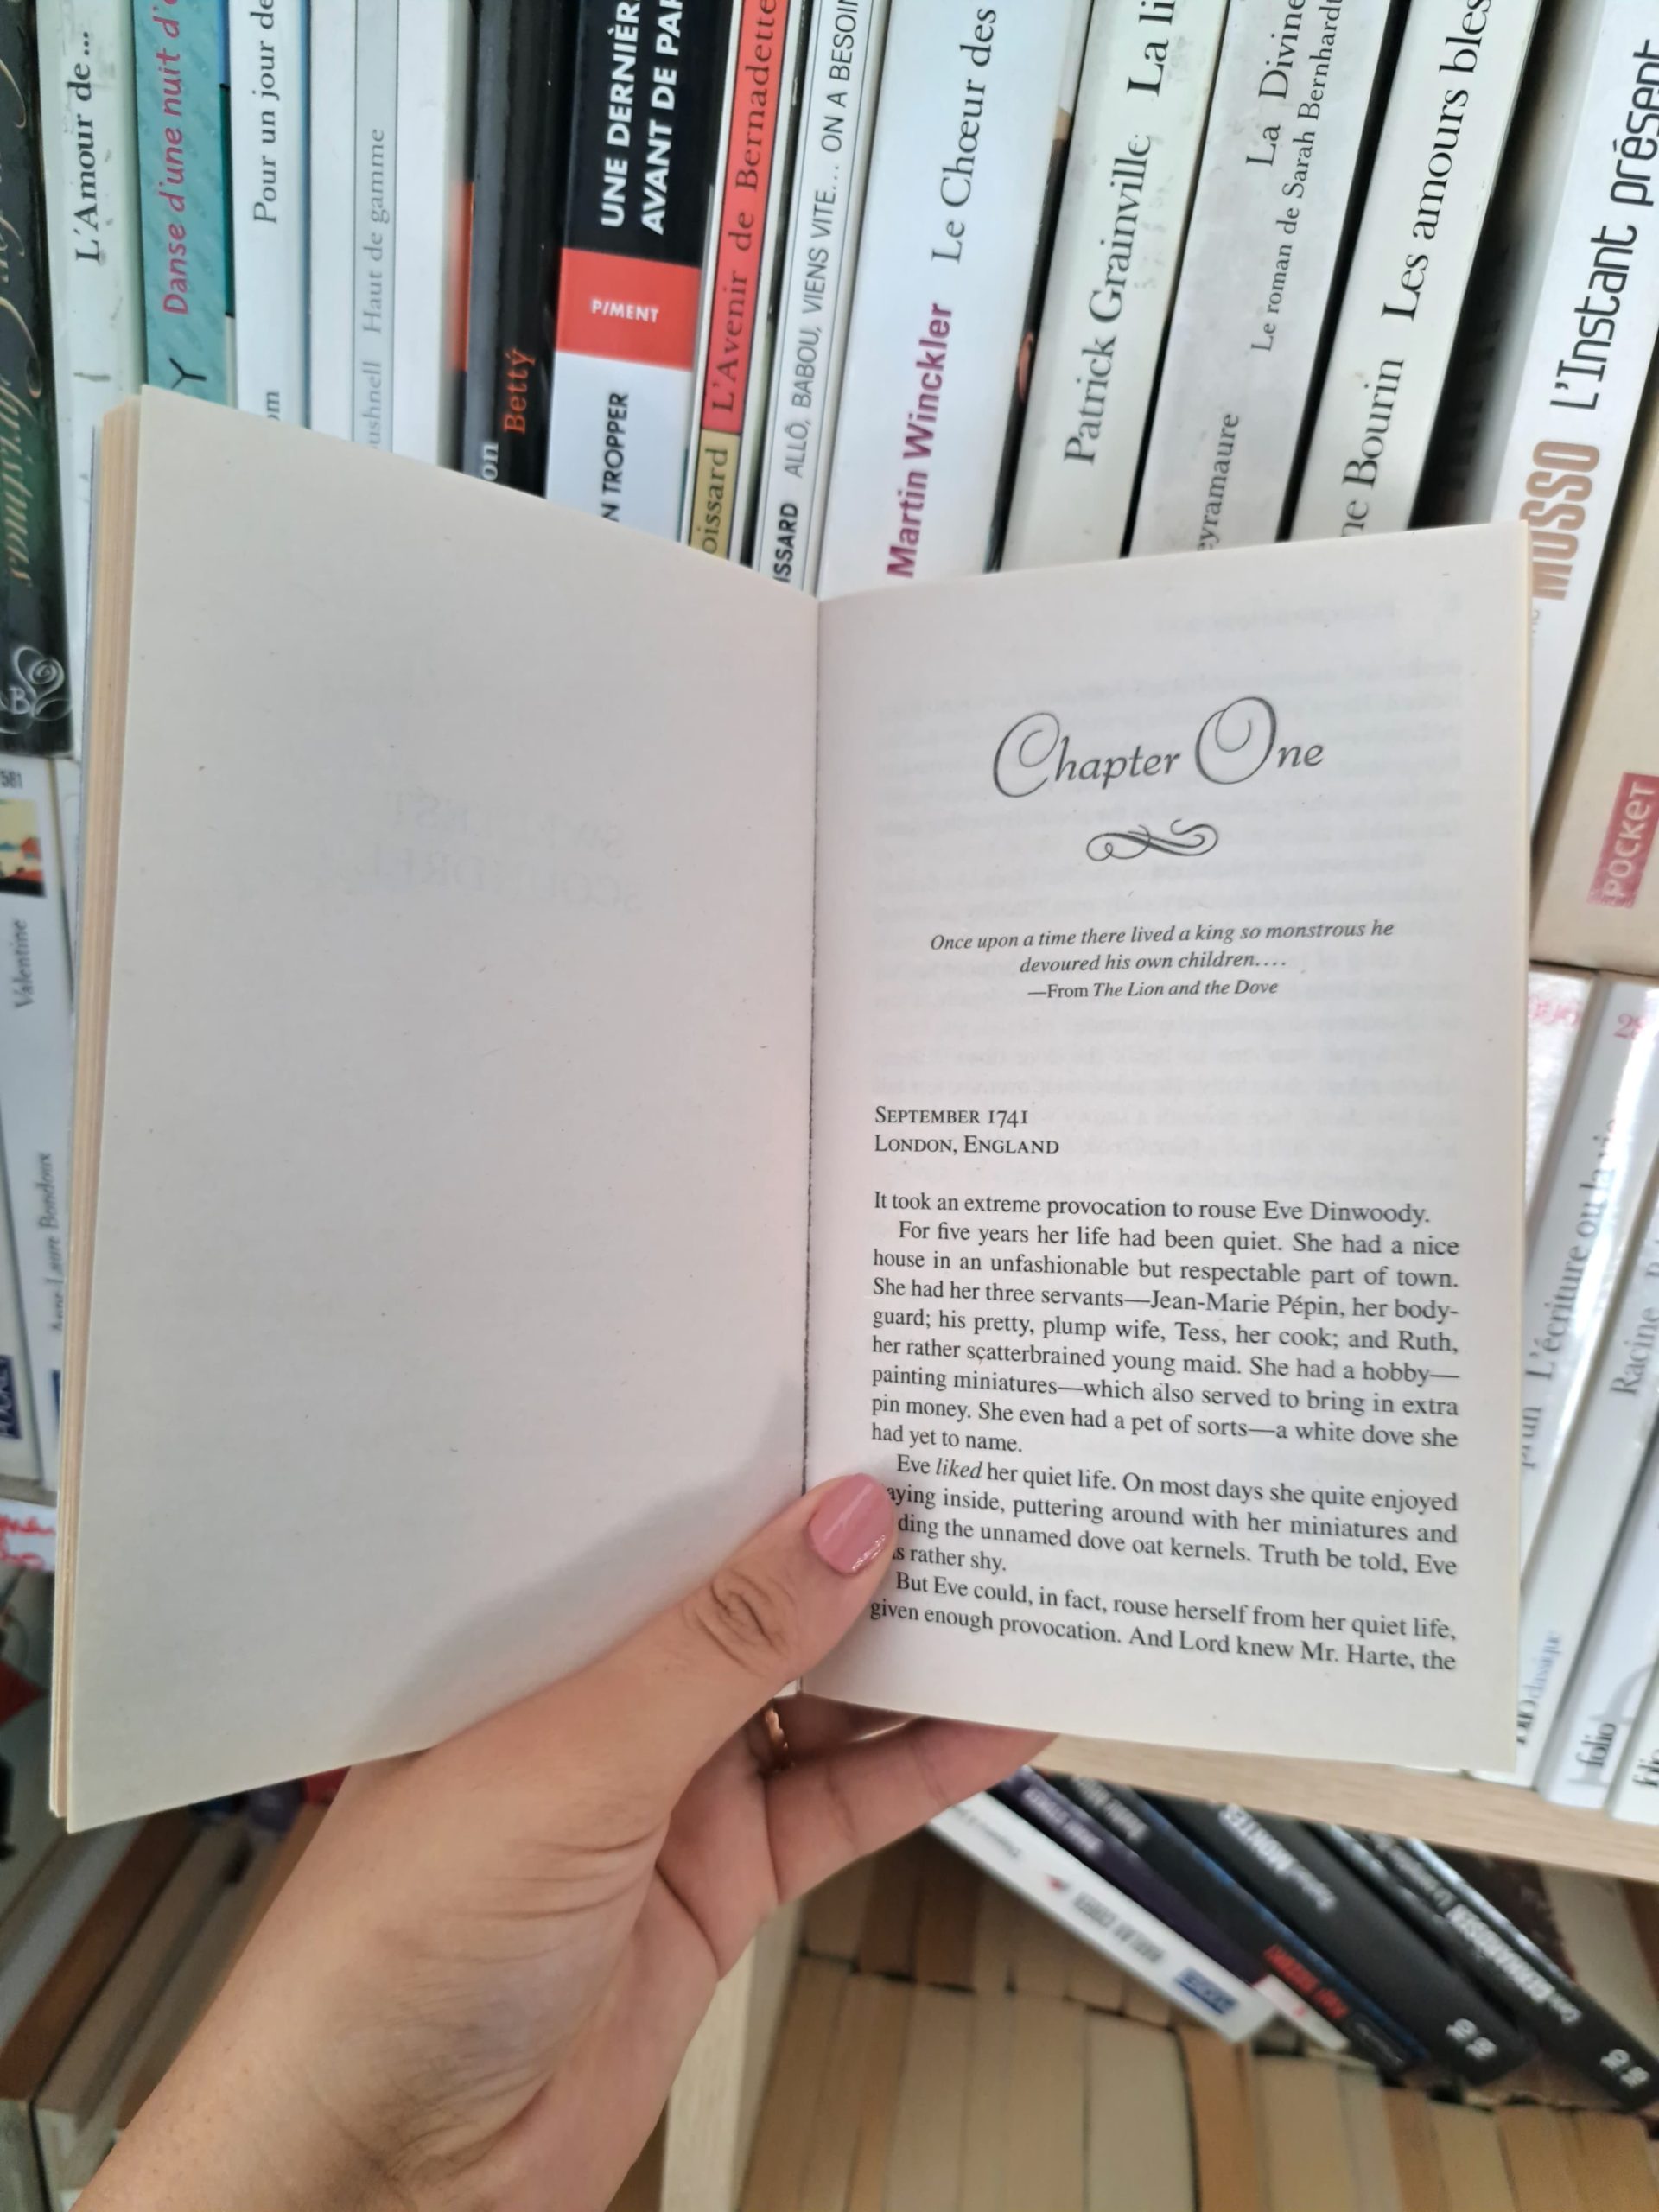 L'Amour de...
Danse d'une nuit d'
Pour un jour de
Haut de gamme
ushnell
Betty
on
UNE DERNIÈR
AVANT DE PAR
PIMENT
N TROPPER
L'Avenir de Bernadette
oissard
ALLÔ, BABOU, VIENS VITE... ON A BESOIN
ISSARD
Martin Winckler Le Chœur des
Patrick Grainville La li
La Divine
Le roman de Sarah Bernhardt
eyramaure
ne Bourin Les amours bles
MUSSO L'Instant présent
POCKET
Chapter One
Once upon a time there lived a king so monstrous he
devoured his own children....
—From The Lion and the Dove
SEPTEMBER 1741
LONDON, ENGLAND
It took an extreme provocation to rouse Eve Dinwoody.
For five years her life had been quiet. She had a nice
house in an unfashionable but respectable part of town.
She had her three servants—Jean-Marie Pépin, her body-
guard; his pretty, plump wife, Tess, her cook; and Ruth,
her rather scatterbrained young maid. She had a hobby—
painting miniatures—which also served to bring in extra
pin money. She even had a pet of sorts—a white dove she
had yet to name.
Eve liked her quiet life. On most days she quite enjoyed
aying inside, puttering around with her miniatures and
ding the unnamed dove oat kernels. Truth be told, Eve
s rather shy.
But Eve could, in fact, rouse herself from her quiet life,
given enough provocation. And Lord knew Mr. Harte, the
581
Valentine
Anne-Laure Bondoux
L'écriture ou la vie
Racine
folio